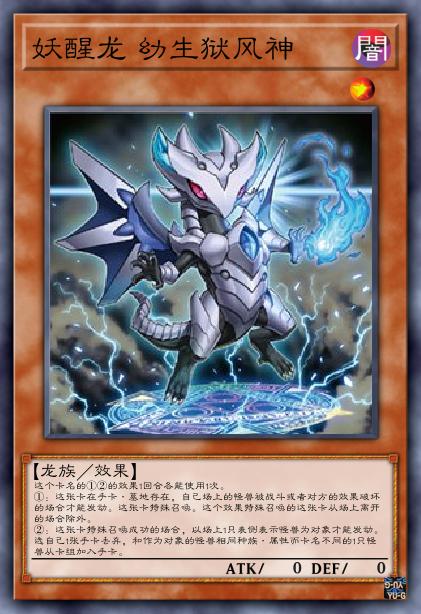 妖醒龙 幼生狱风神
闇
【龙族／效果】
这个卡名的①②的效果1回合各能使用1次。
①：这张卡在手卡·墓地存在，自己场上的怪兽被战斗或者对方的效果破坏
的场合才能发动。这张卡特殊召唤。这个效果特殊召唤的这张卡从场上离开
的场合除外。
②：这张卡特殊召唤成功的场合，以场上1只表侧表示怪兽为对象才能发动。
选自己1张手卡丢弃，和作为对象的怪兽相同种族·属性而卡名不同的1只怪
兽从卡组加入手卡。
ATK/ 0 DEF/ 0